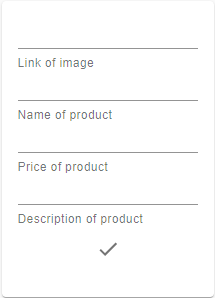 Link of image
Name of product
Price of product
Description of product